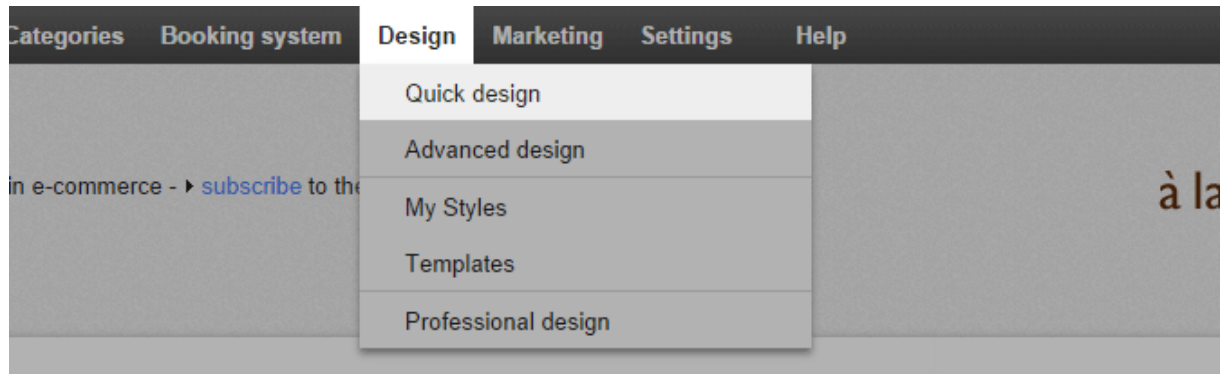 Categories Booking system Design Marketing Settings Help
Quick design
Advanced design
in e-commerce - subscribe to the
à la
My Styles
Templates
Professional design